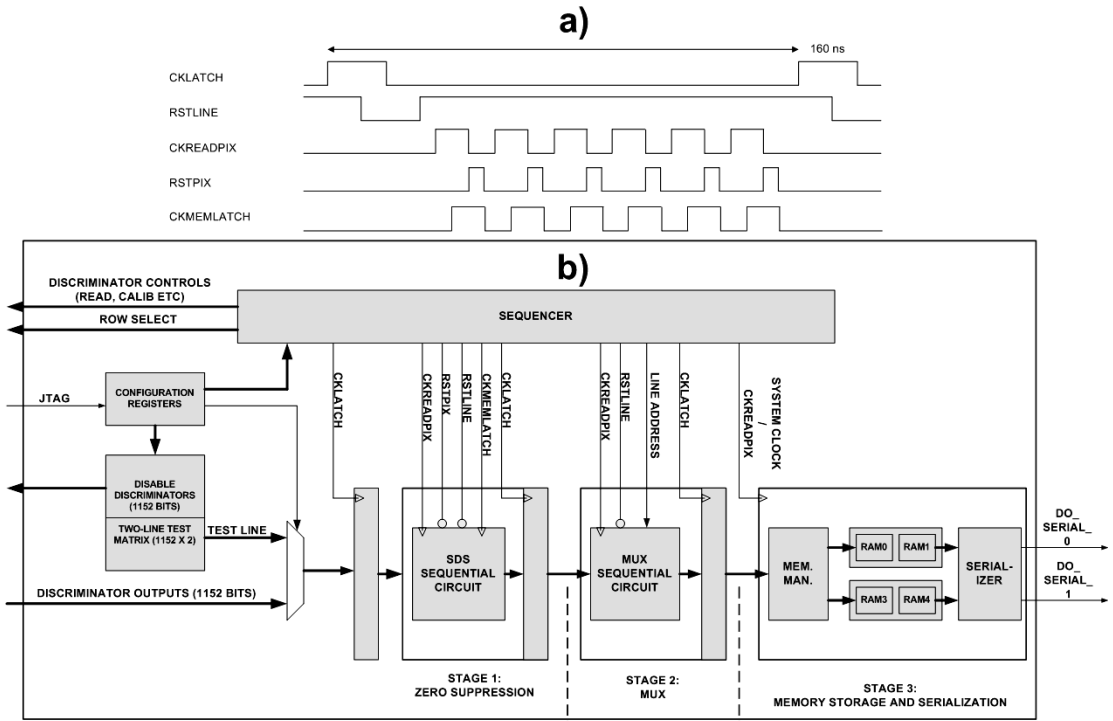 a)
160 ns
CKLATCH
RSTLINE
CKREADPIX
RSTPIX
CKMEMLATCH
b)
DISCRIMINATOR CONTROLS
(READ, CALIB ETC)
ROW SELECT
SEQUENCER
CKLATCH
CKREADPIX
RSTPIX
RSTLINE
CKMEMLATCH
CKLATCH
CKREADPIX
RSTLINE
LINE ADDRESS
CKLATCH
SYSTEM CLOCK
/
CKREADPIX
JTAG
CONFIGURATION
REGISTERS
DISABLE
DISCRIMINATORS
(1152 BITS)
TWO-LINE TEST
MATRIX (1152 X 2)
TEST LINE
DISCRIMINATOR OUTPUTS (1152 BITS)
SDS
SEQUENTIAL
CIRCUIT
MUX
SEQUENTIAL
CIRCUIT
MEM.
MAN.
RAM0
RAM1
RAM3
RAM4
SERIAL-
IZER
DO_
SERIAL_
0
DO_
SERIAL_
1
STAGE 1:
ZERO SUPPRESSION
STAGE 2:
MUX
STAGE 3:
MEMORY STORAGE AND SERIALIZATION